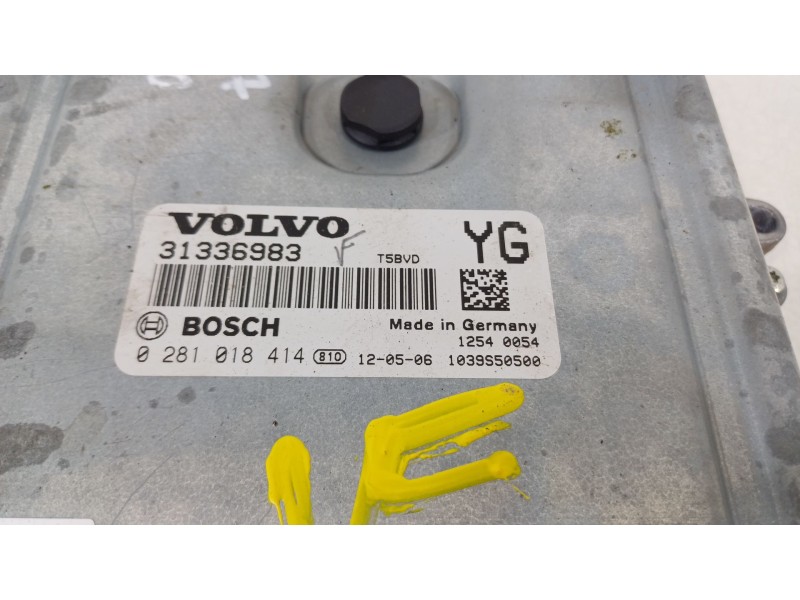 VOLVO YG
31336983 F T5BVD
BOSCH Made in Germany
1254 0054
0 281 018 414 810 12-05-06 1039S50500